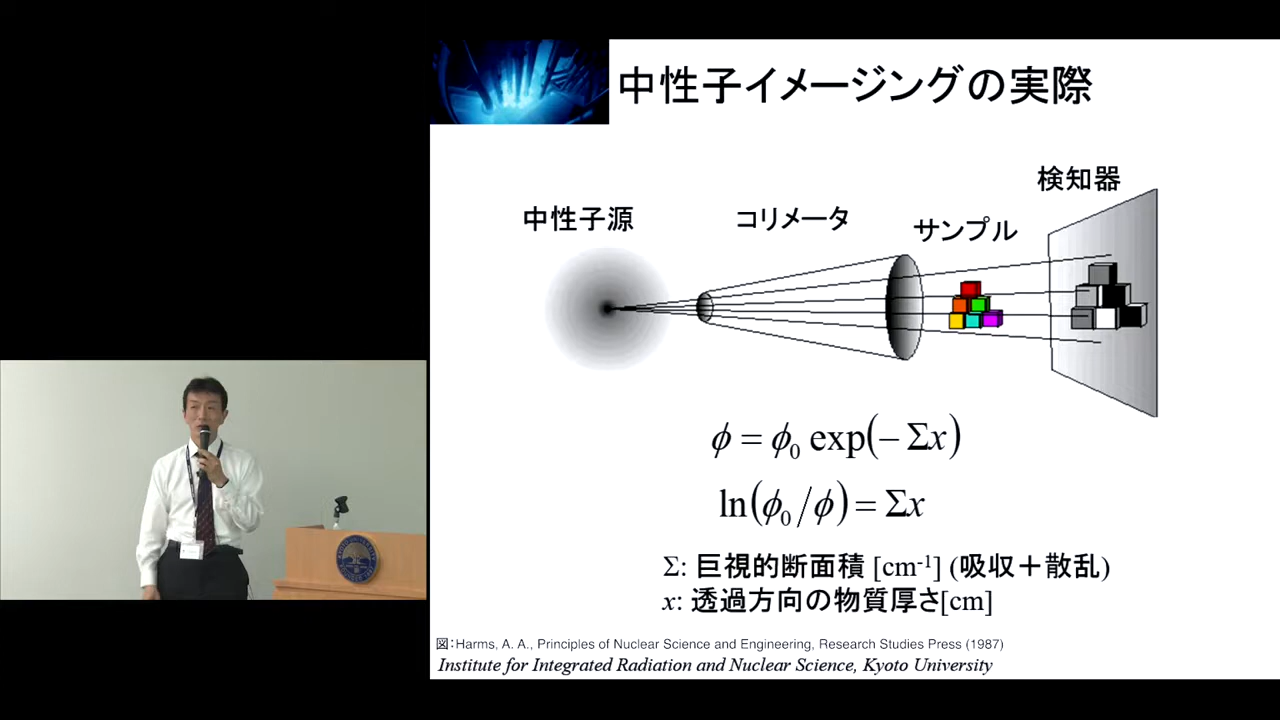 中性子イメージングの実際
検知器
中性子源
コリメータ
サンプル
ϕ = ϕ₀ exp(− Σx)
ln(ϕ₀/ϕ) = Σx
Σ: 巨視的断面積 [cm⁻¹] (吸収＋散乱)
x: 透過方向の物質厚さ[cm]
図：Harms, A. A., Principles of Nuclear Science and Engineering, Research Studies Press (1987)
Institute for Integrated Radiation and Nuclear Science, Kyoto University